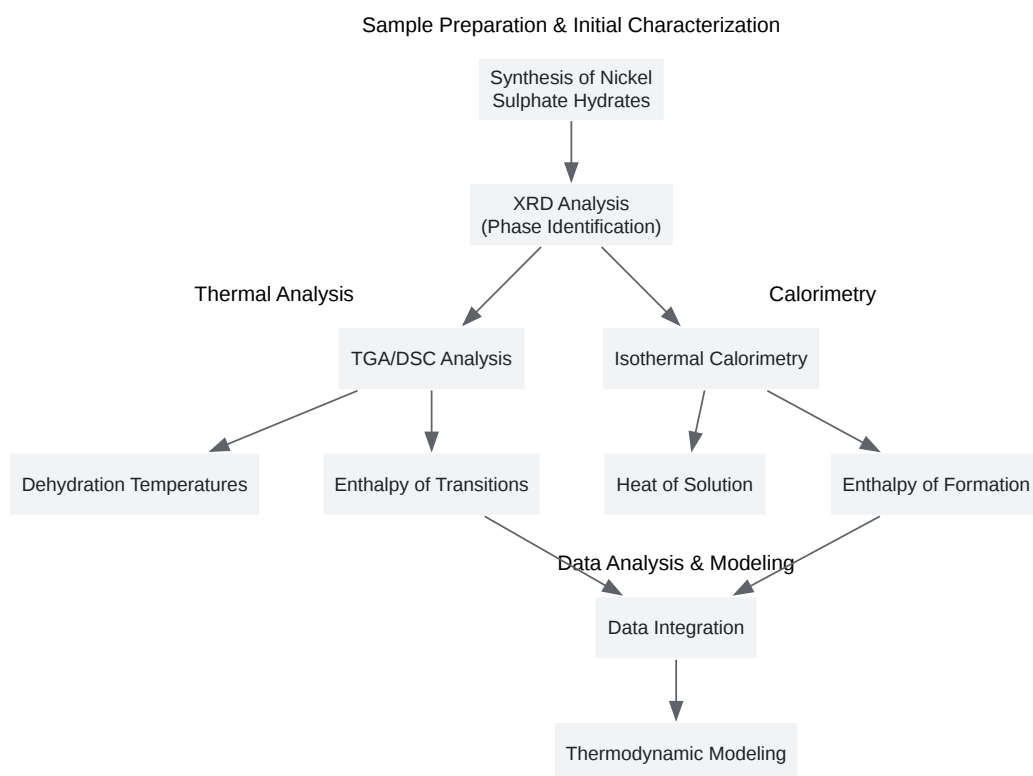 Sample Preparation & Initial Characterization
Synthesis of Nickel
Sulphate Hydrates
XRD Analysis
(Phase Identification)
Thermal Analysis
Calorimetry
TGA/DSC Analysis
Isothermal Calorimetry
Dehydration Temperatures
Enthalpy of Transitions
Heat of Solution
Enthalpy of Formation
Data Analysis & Modeling
Data Integration
Thermodynamic Modeling